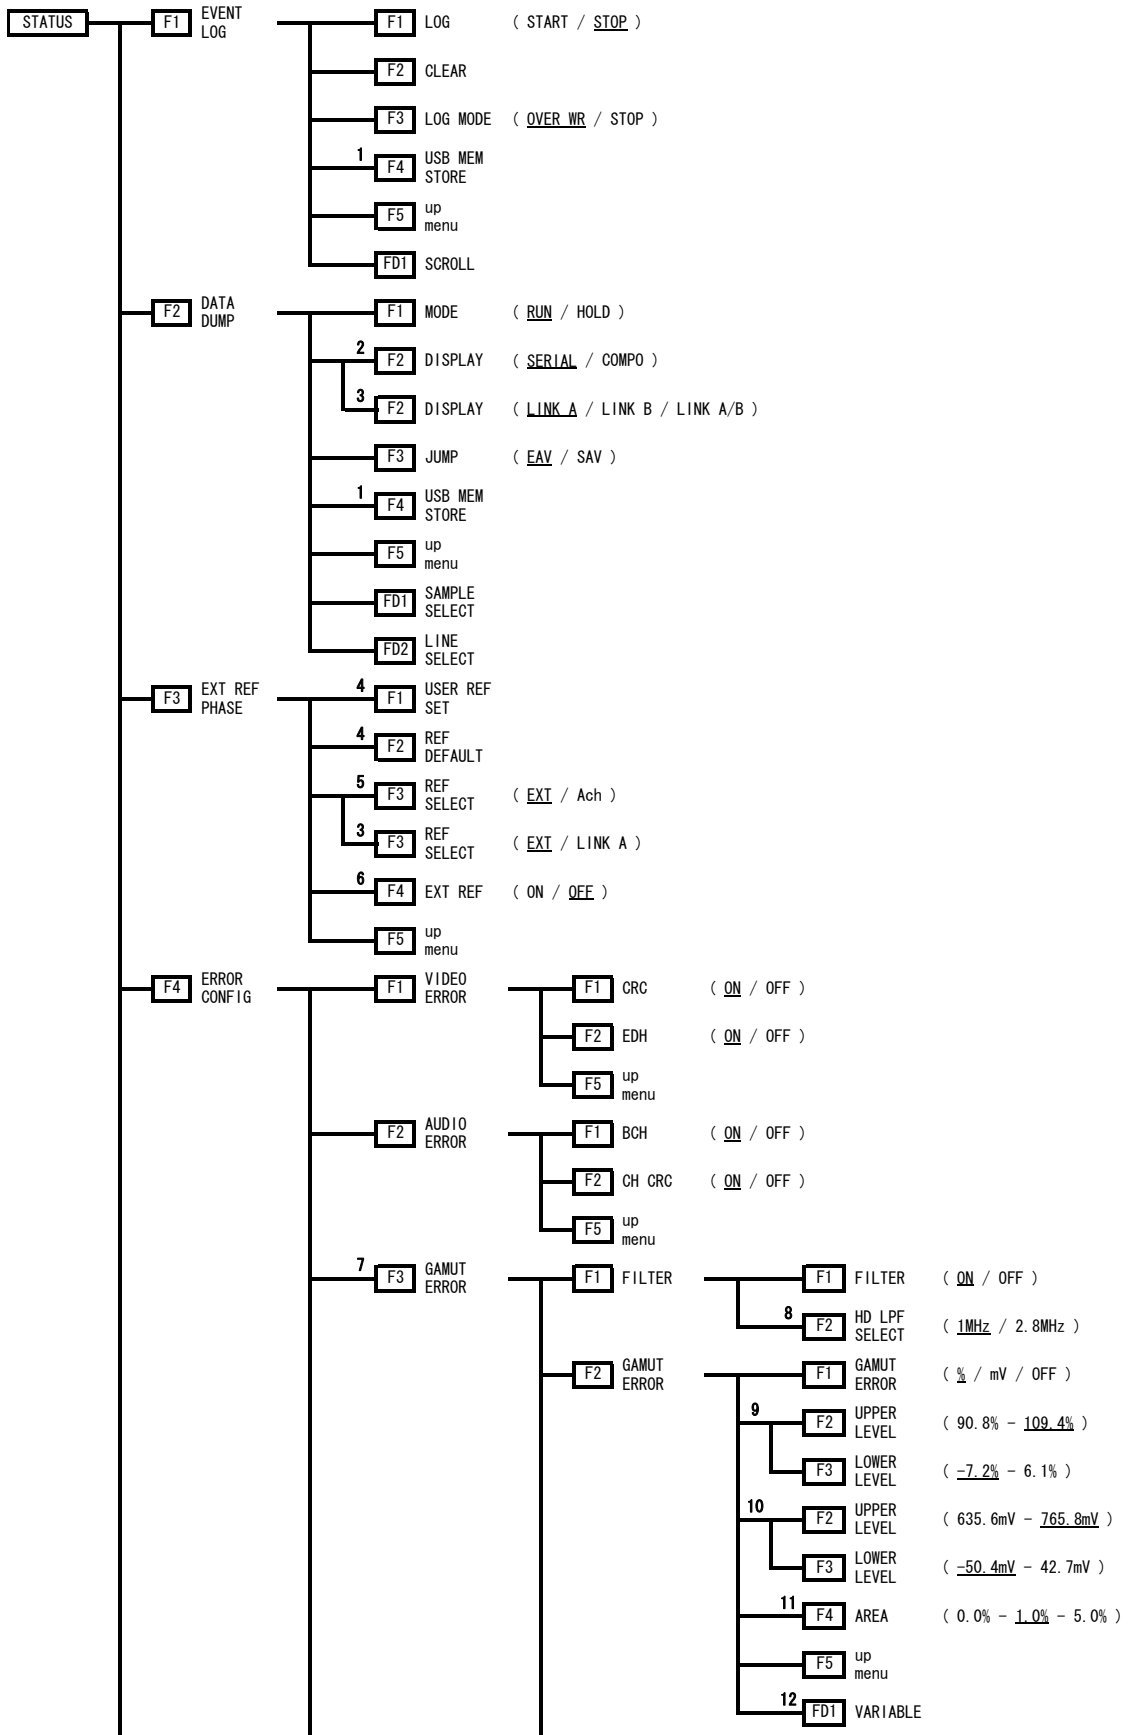 STATUS F1 EVENT LOG F1 LOG ( START / STOP )
F2 CLEAR
F3 LOG MODE ( OVER WR / STOP )
1 F4 USB MEM STORE
F5 up menu
FD1 SCROLL
F2 DATA DUMP F1 MODE ( RUN / HOLD )
2 F2 DISPLAY ( SERIAL / COMPO )
3 F2 DISPLAY ( LINK A / LINK B / LINK A/B )
F3 JUMP ( EAV / SAV )
1 F4 USB MEM STORE
F5 up menu
FD1 SAMPLE SELECT
FD2 LINE SELECT
F3 EXT REF PHASE 4 F1 USER REF SET
4 F2 REF DEFAULT
5 F3 REF SELECT ( EXT / Ach )
3 F3 REF SELECT ( EXT / LINK A )
6 F4 EXT REF ( ON / OFF )
F5 up menu
F4 ERROR CONFIG F1 VIDEO ERROR F1 CRC ( ON / OFF )
F2 EDH ( ON / OFF )
F5 up menu
F2 AUDIO ERROR F1 BCH ( ON / OFF )
F2 CH CRC ( ON / OFF )
F5 up menu
7 F3 GAMUT ERROR F1 FILTER F1 FILTER ( ON / OFF )
8 F2 HD LPF SELECT ( 1MHz / 2.8MHz )
F2 GAMUT ERROR F1 GAMUT ERROR ( % / mV / OFF )
9 F2 UPPER LEVEL ( 90.8% - 109.4% )
F3 LOWER LEVEL ( -7.2% - 6.1% )
10 F2 UPPER LEVEL ( 635.6mV - 765.8mV )
F3 LOWER LEVEL ( -50.4mV - 42.7mV )
11 F4 AREA ( 0.0% - 1.0% - 5.0% )
F5 up menu
12 FD1 VARIABLE